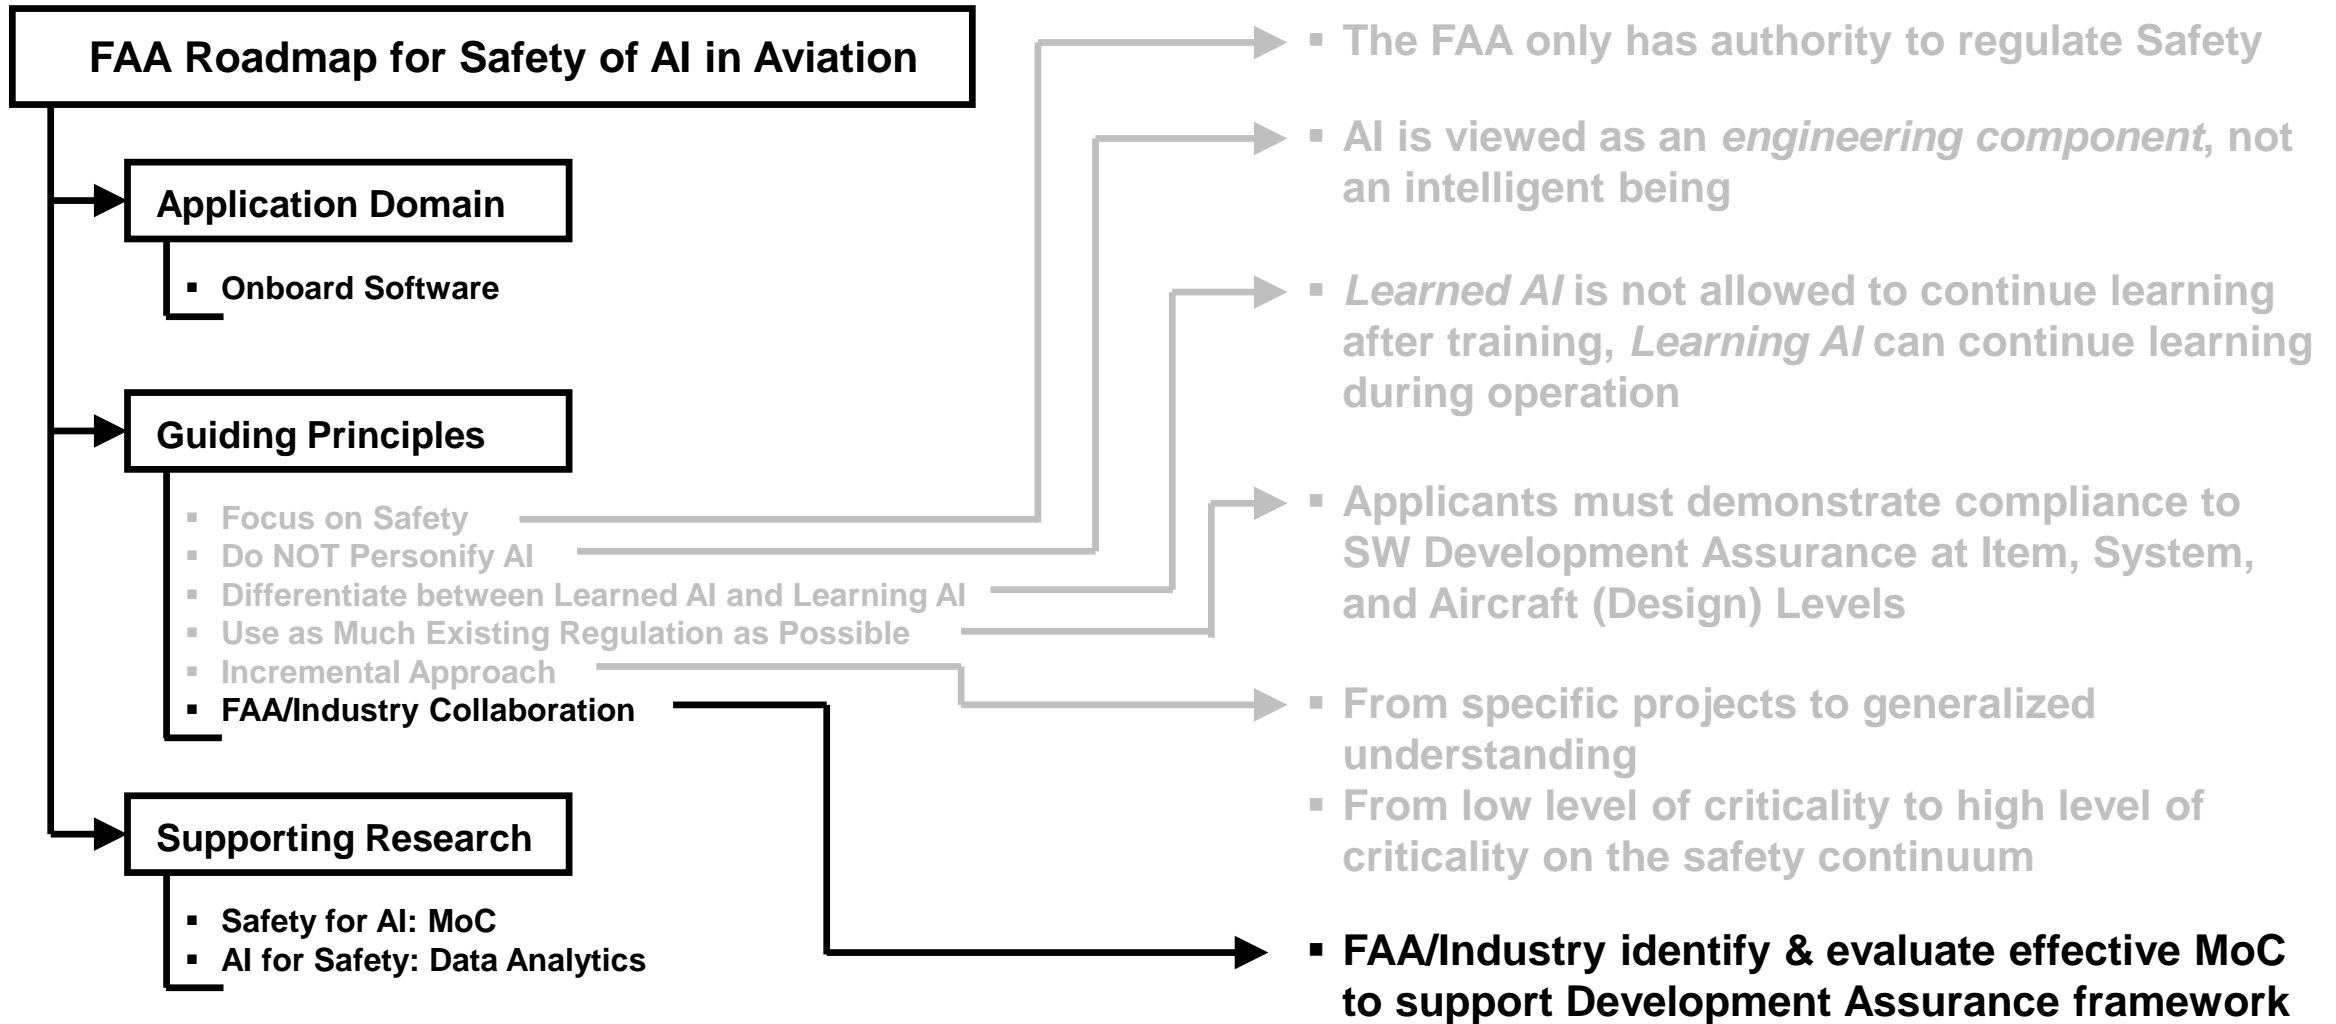 FAA Roadmap for Safety of AI in Aviation
Application Domain
▪ Onboard Software
Guiding Principles
▪ Focus on Safety
▪ Do NOT Personify AI
▪ Differentiate between Learned AI and Learning AI
▪ Use as Much Existing Regulation as Possible
▪ Incremental Approach
▪ FAA/Industry Collaboration
Supporting Research
▪ Safety for AI: MoC
▪ AI for Safety: Data Analytics
▪ The FAA only has authority to regulate Safety
▪ AI is viewed as an engineering component, not
an intelligent being
▪ Learned AI is not allowed to continue learning
after training, Learning AI can continue learning
during operation
▪ Applicants must demonstrate compliance to
SW Development Assurance at Item, System,
and Aircraft (Design) Levels
▪ From specific projects to generalized
understanding
▪ From low level of criticality to high level of
criticality on the safety continuum
▪ FAA/Industry identify & evaluate effective MoC
to support Development Assurance framework